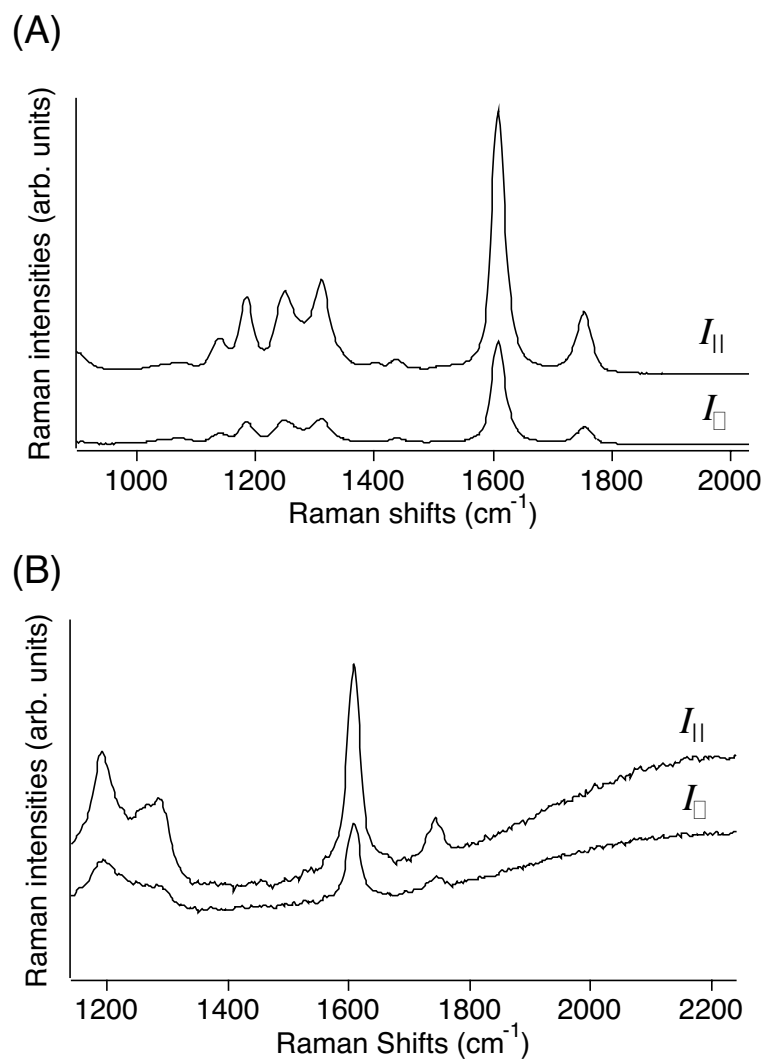 (A)
Raman intensities (arb. units)
I||
I□
1000 1200 1400 1600 1800 2000
Raman shifts (cm-1)
(B)
Raman intensities (arb. units)
I||
I□
1200 1400 1600 1800 2000 2200
Raman Shifts (cm-1)